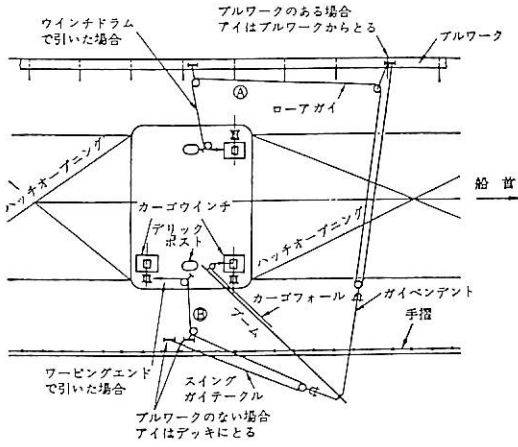 ウインチドラム
で引いた場合
ブルワークのある場合
アイはブルワークからとる
ブルワーク
Ⓐ
ローアガイ
ハッチオープニング
船首
カーゴウインチ
デリック
ポスト
ハッチオープニング
カーゴフォール
ガイペンデント
ブーム
手摺
Ⓑ
ワーピングエンド
で引いた場合
スイング
ガイテークル
ブルワークのない場合
アイはデッキにとる